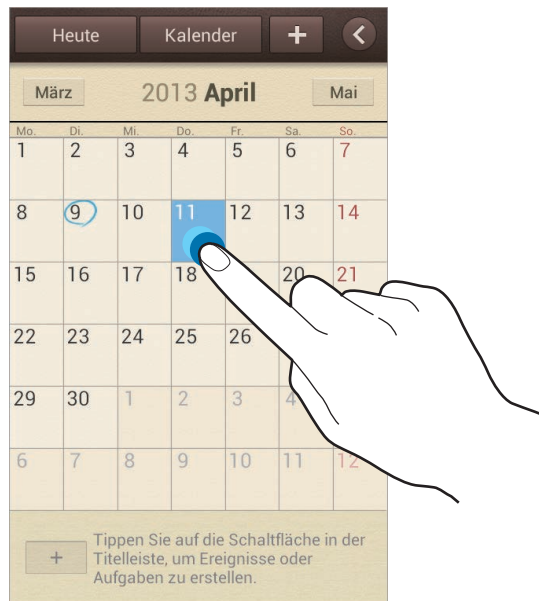 Heute Kalender +
März 2013 April Mai
Mo. Di. Mi. Do. Fr. Sa. So.
1 2 3 4 5 6 7
8 9 10 11 12 13 14
15 16 17 18 20 21
22 23 24 25 26
29 30 1 2 3 4
6 7 8 9 10 11 12
+ Tippen Sie auf die Schaltfläche in der
Titelleiste, um Ereignisse oder
Aufgaben zu erstellen.